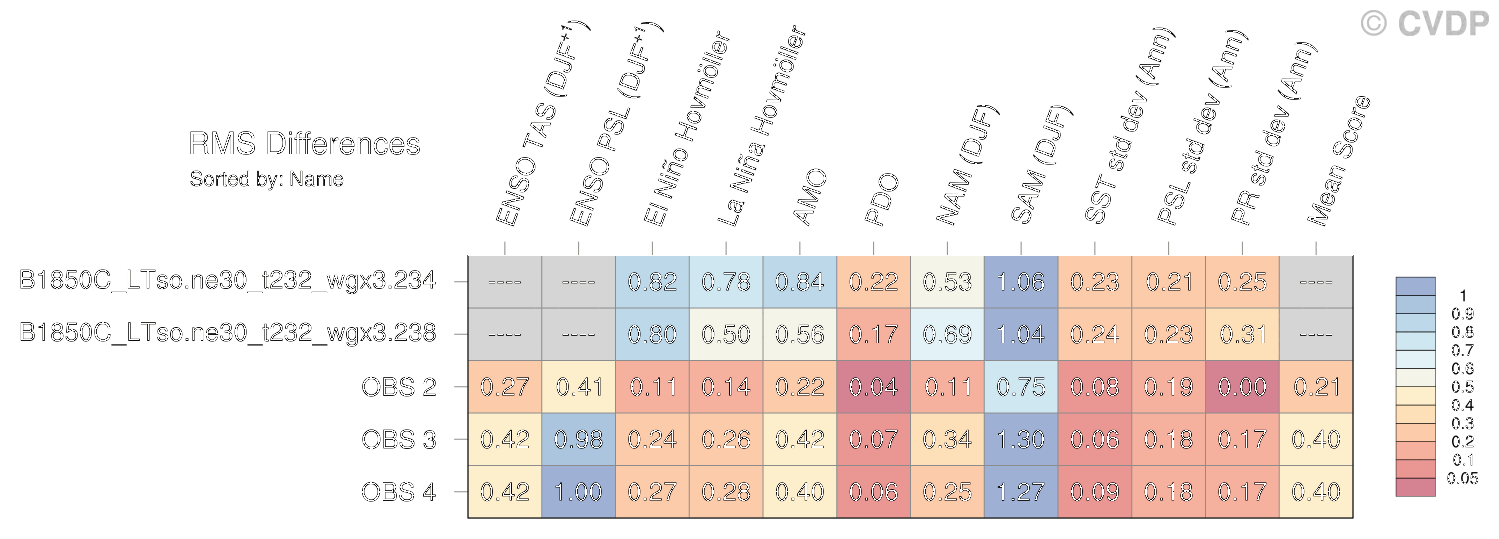 © CVDP
RMS Differences
Sorted by: Name
ENSO TAS (DJF+1)
ENSO PSL (DJF+1)
El Niño Hovmöller
La Niña Hovmöller
AMO
PDO
NAM (DJF)
SAM (DJF)
SST std dev (Ann)
PSL std dev (Ann)
PR std dev (Ann)
Mean Score
B1850C_LTso.ne30_t232_wgx3.234 ---- ---- 0.82 0.78 0.84 0.22 0.53 1.06 0.23 0.21 0.25 ----
B1850C_LTso.ne30_t232_wgx3.238 ---- ---- 0.80 0.50 0.56 0.17 0.69 1.04 0.24 0.23 0.31 ----
OBS 2 0.27 0.41 0.11 0.14 0.22 0.04 0.11 0.75 0.08 0.19 0.00 0.21
OBS 3 0.42 0.98 0.24 0.26 0.42 0.07 0.34 1.30 0.06 0.18 0.17 0.40
OBS 4 0.42 1.00 0.27 0.28 0.40 0.06 0.25 1.27 0.09 0.18 0.17 0.40
1
0.9
0.8
0.7
0.6
0.5
0.4
0.3
0.2
0.1
0.05